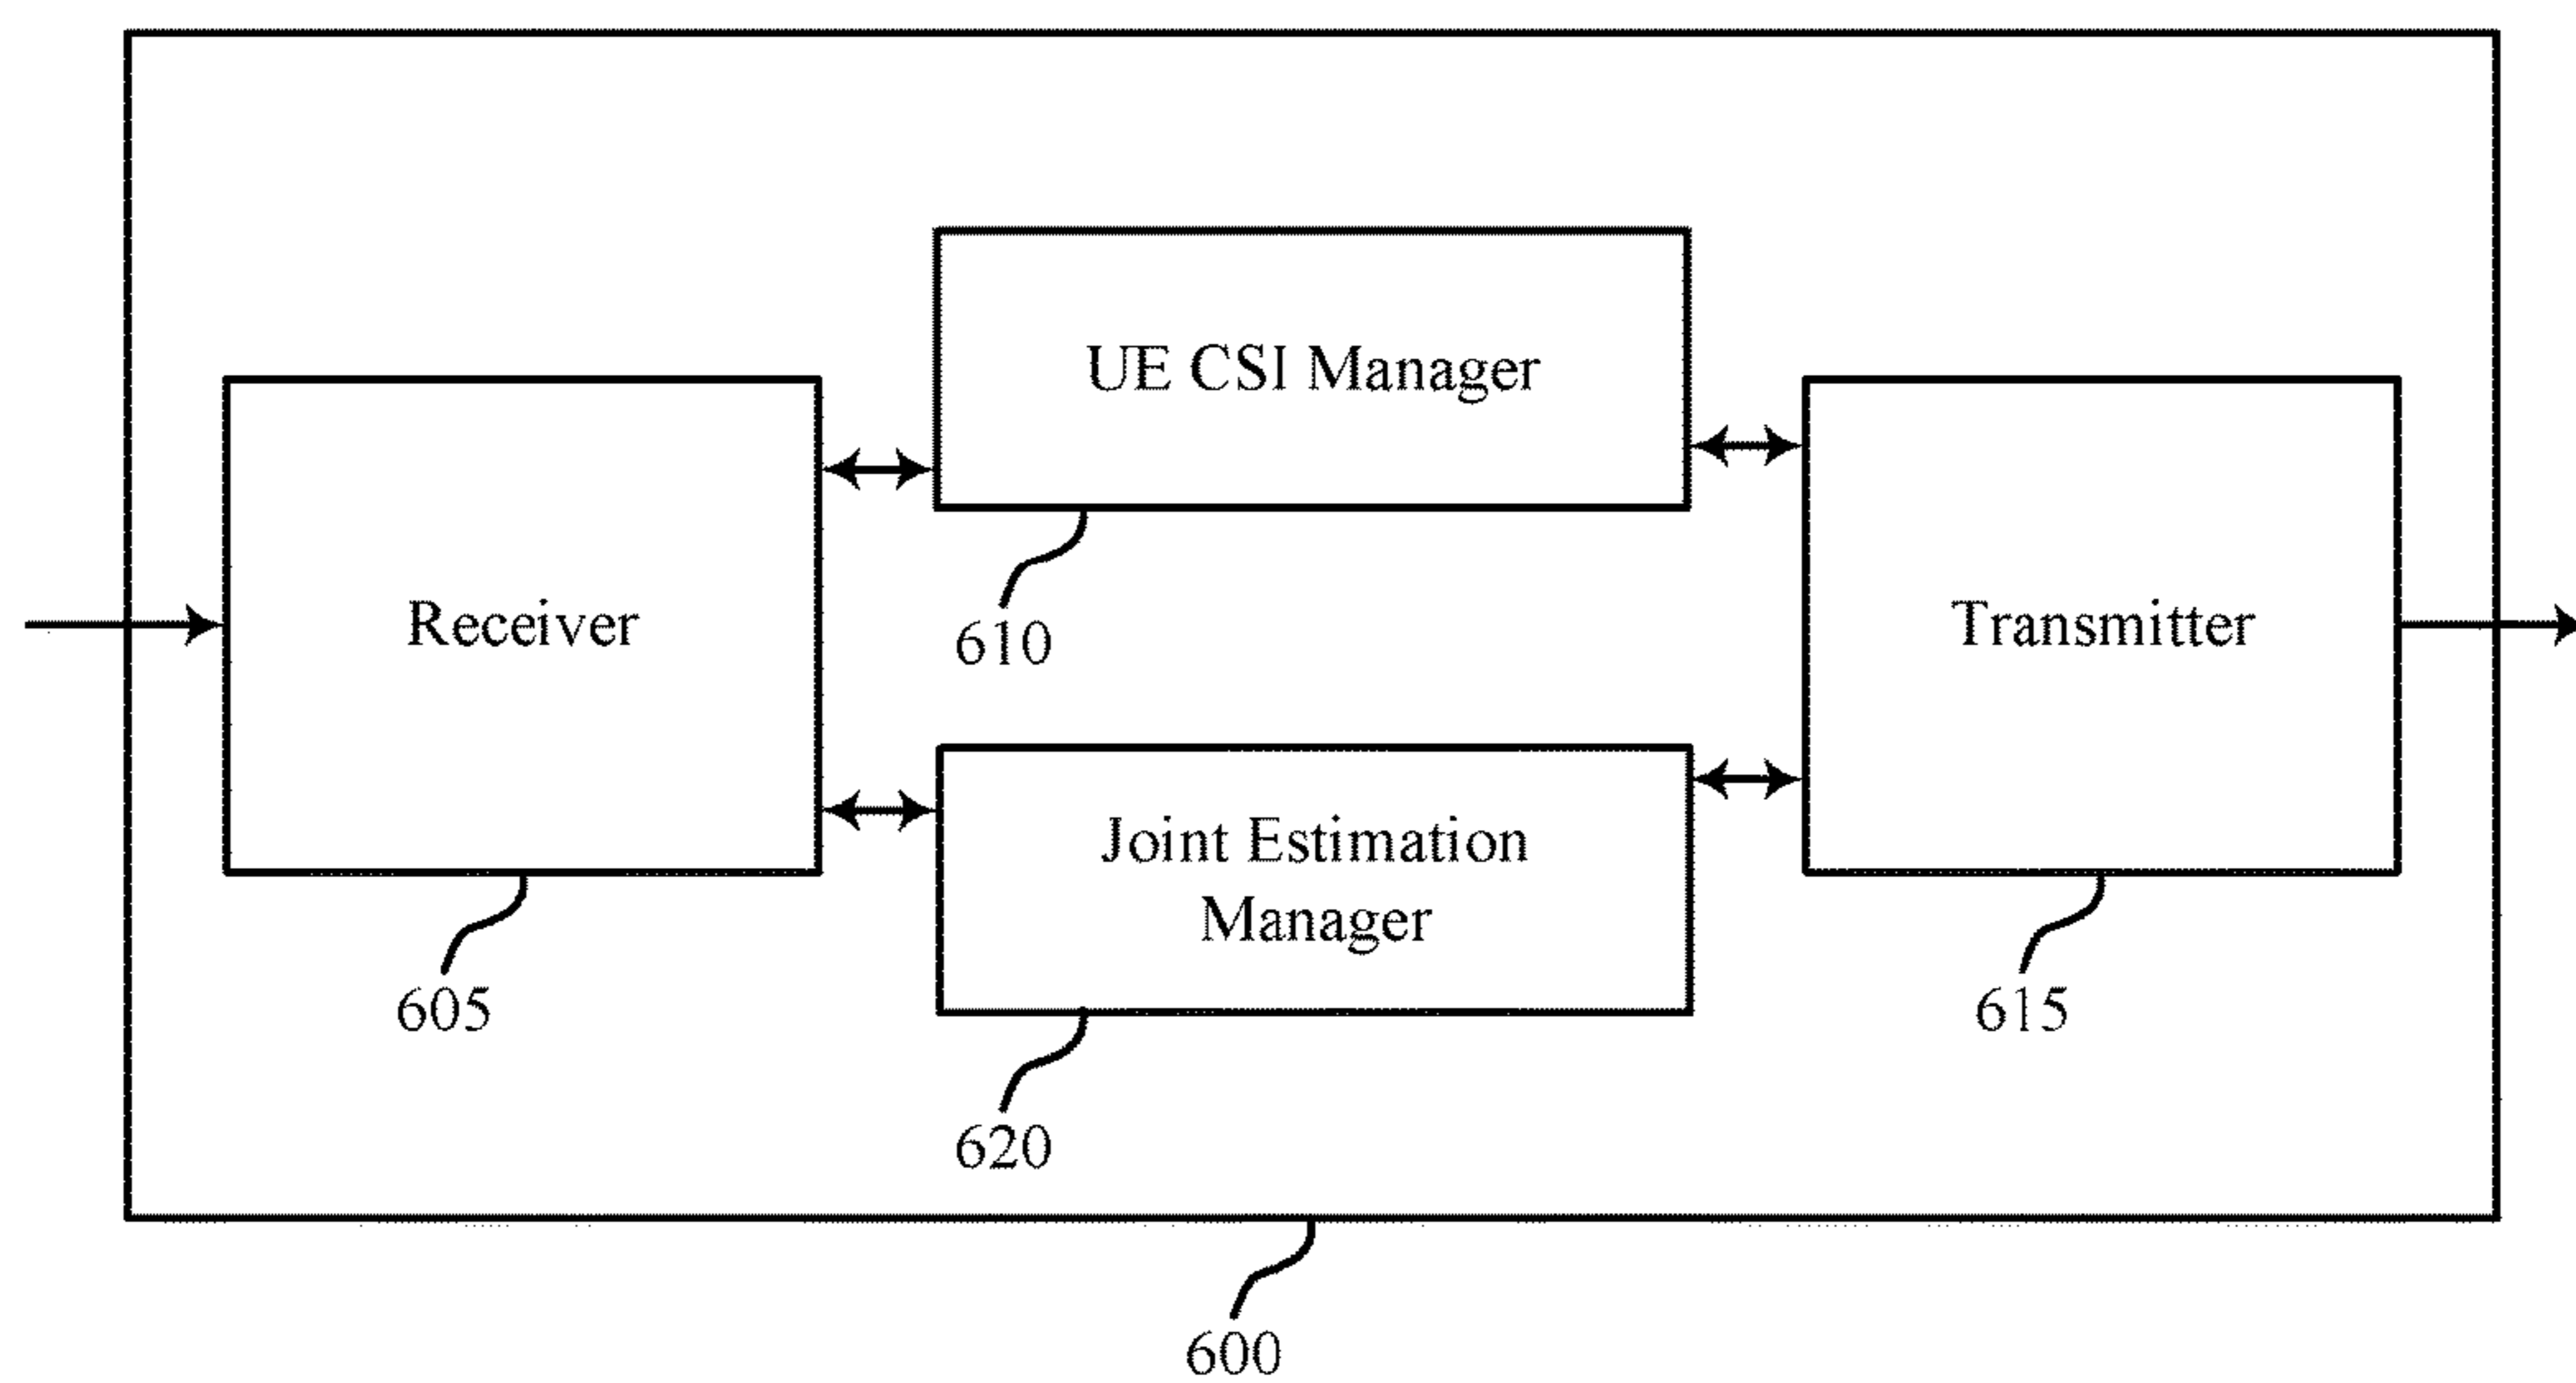 UE CSI Manager
Receiver
Transmitter
610
Joint Estimation
Manager
605
615
620
600